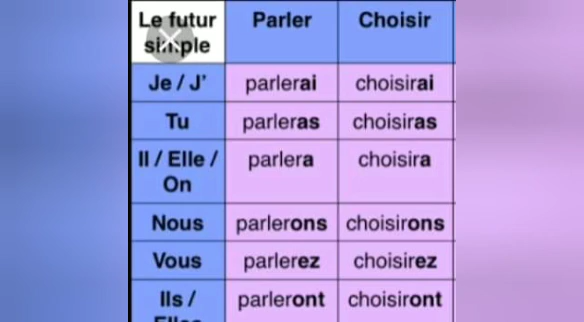 Le futur Parler Choisir
simple
Je / J’ parlerai choisirai
Tu parleras choisiras
Il / Elle / parlera choisira
On
Nous parlerons choisirons
Vous parlerez choisirez
Ils / parleront choisiront
Elles